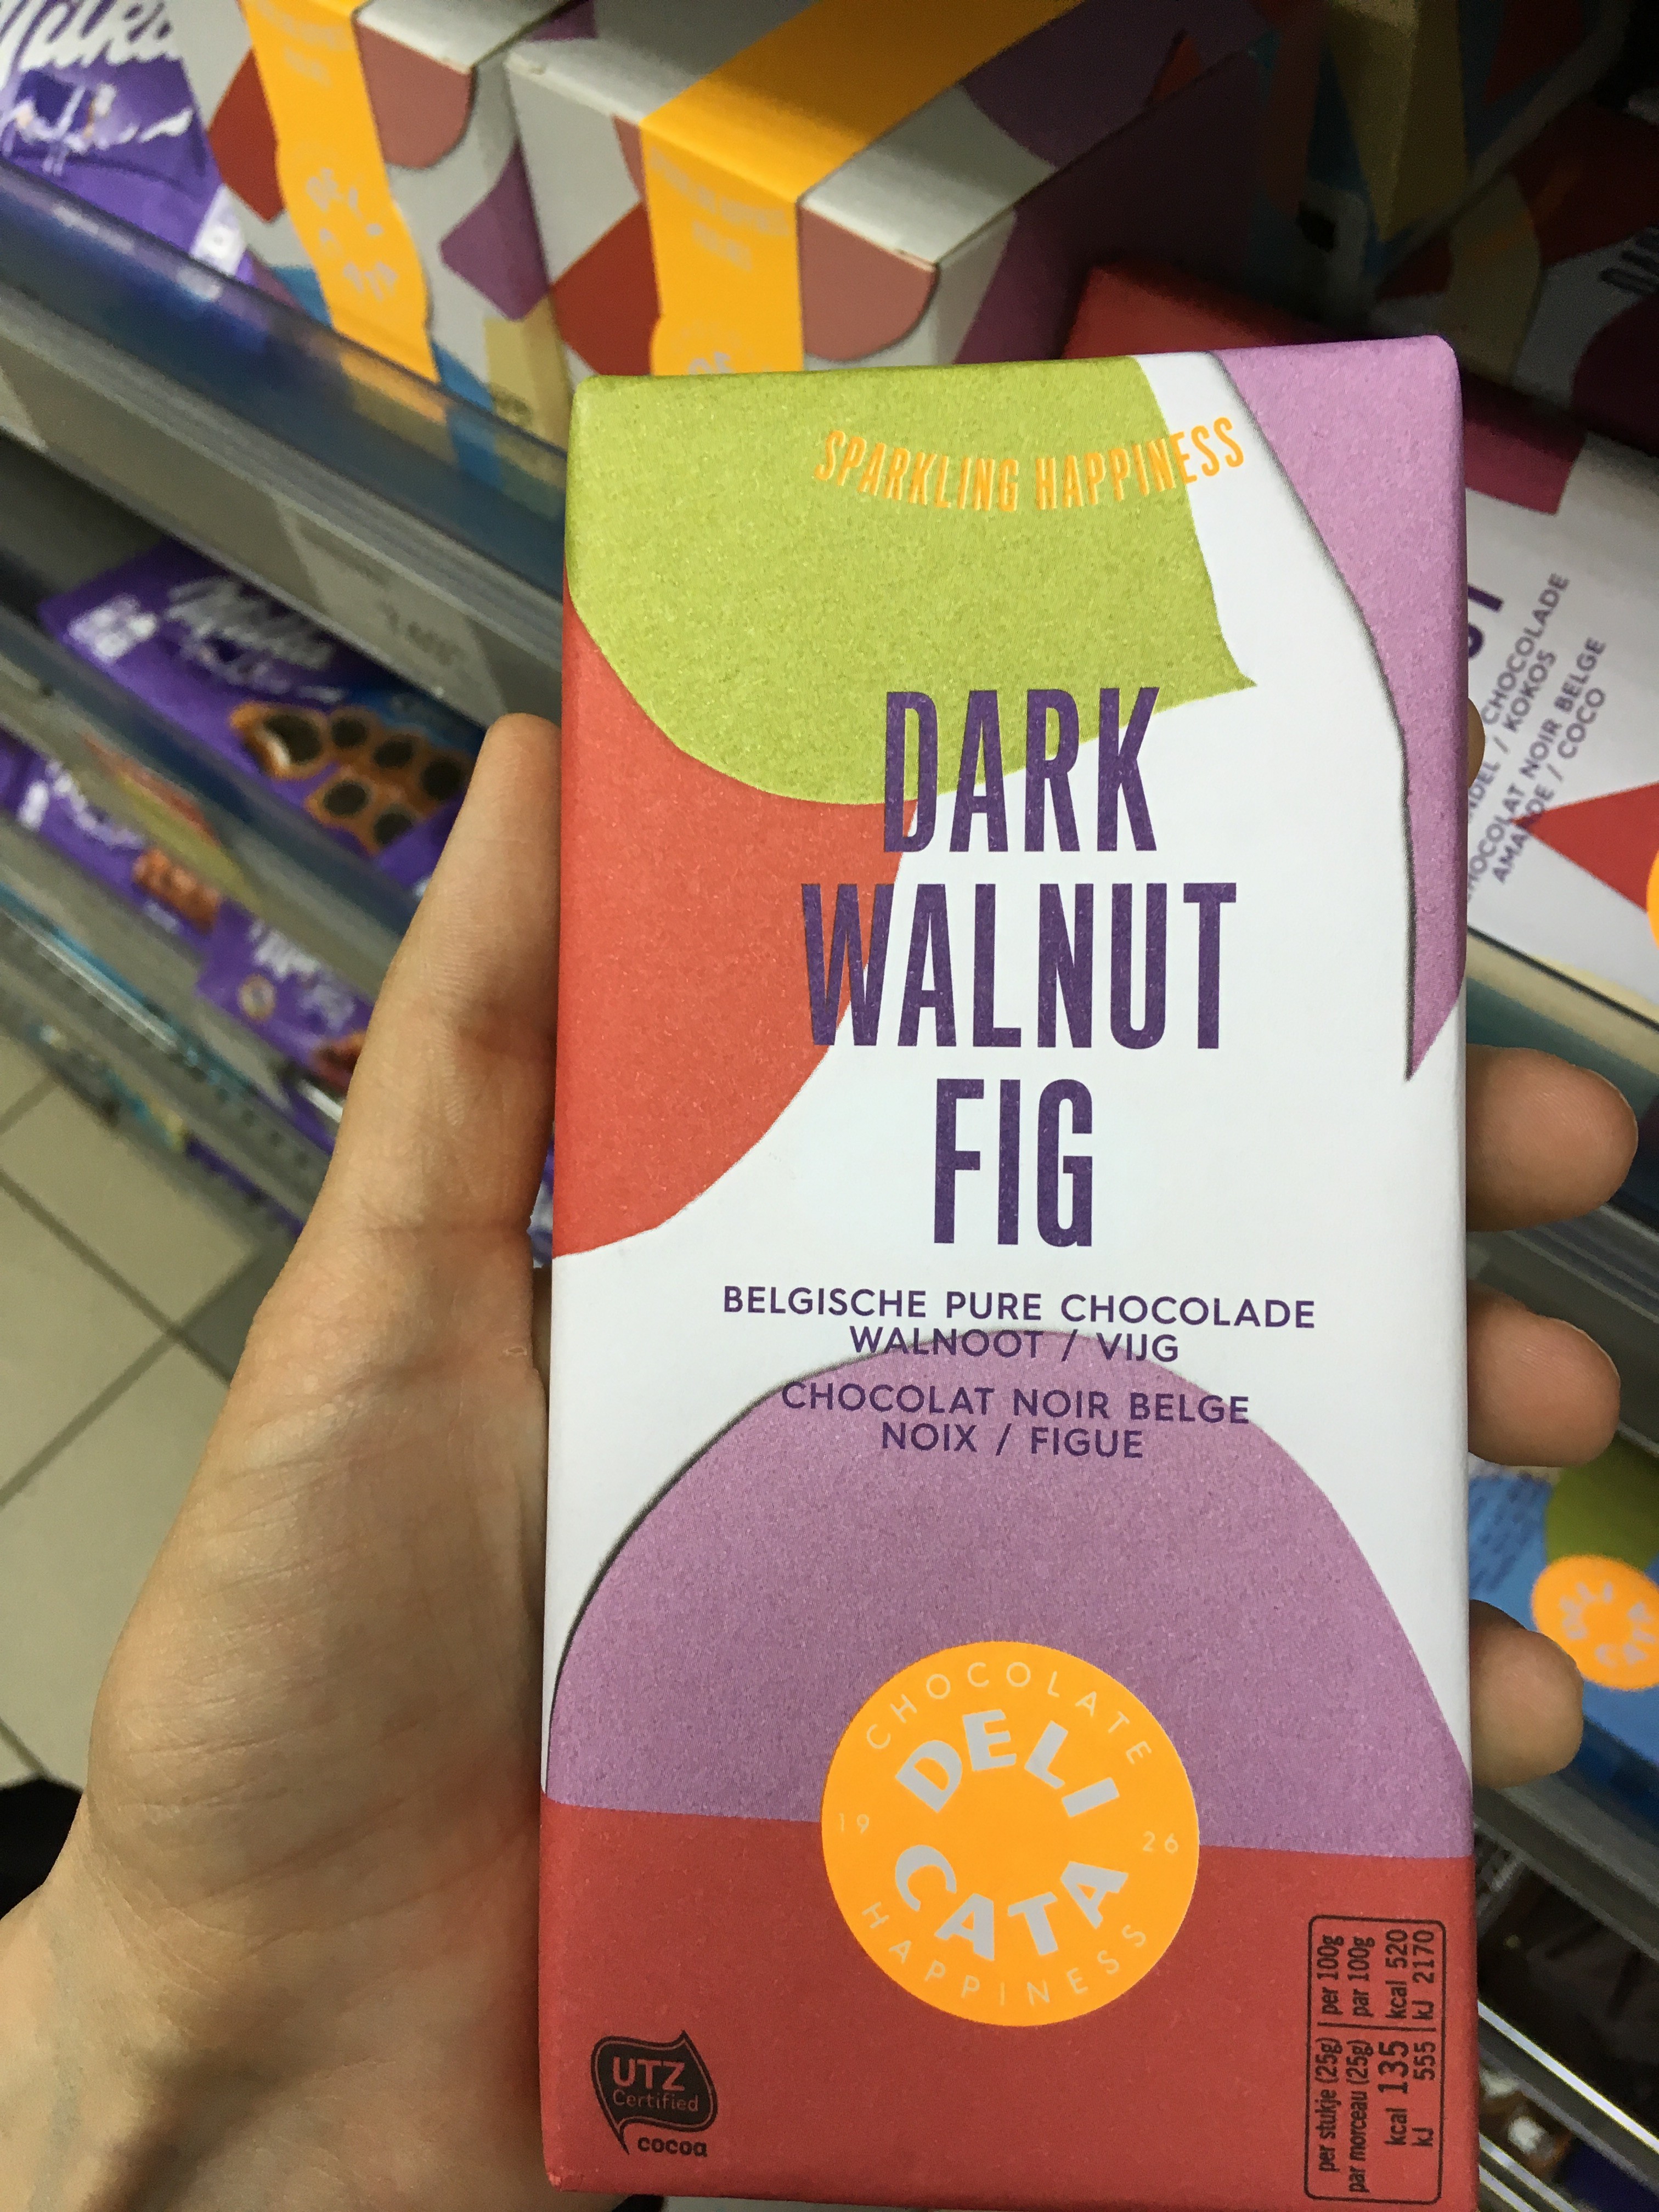 Milka
SPARKLING HAPPINESS
DARK
WALNUT
FIG
BELGISCHE PURE CHOCOLADE
WALNOOT / VIJG
CHOCOLAT NOIR BELGE
NOIX / FIGUE
CHOCOLATE
DELI
19 26
CATA
HAPPINESS
UTZ
Certified
cocoa
per stukje (25g) | per 100g
par morceau (25g) | par 100g
kcal 135 | kcal 520
kJ 555 | kJ 2170
CHOCOLADE
/ KOKOS
CHOCOLAT NOIR BELGE
AMANDE / COCO